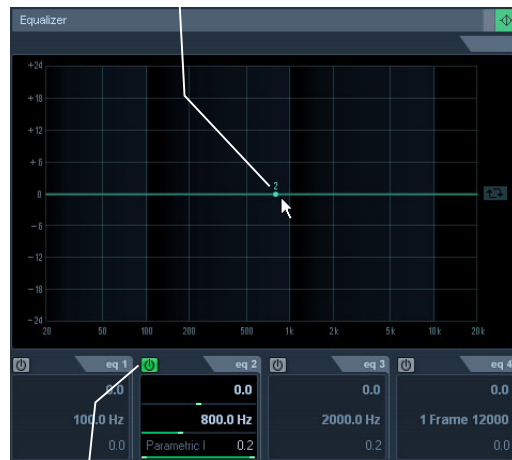 Equalizer
+24
+18
+12
+6
2
0
-6
-12
-18
-24
20 50 100 200 500 1k 2k 5k 10k 20k
eq 1 eq 2 eq 3 eq 4
0.0 0.0 0.0 0.0
100.0 Hz 800.0 Hz 2000.0 Hz 1 Frame 12000
0.0 Parametric I 0.2 0.2 0.0